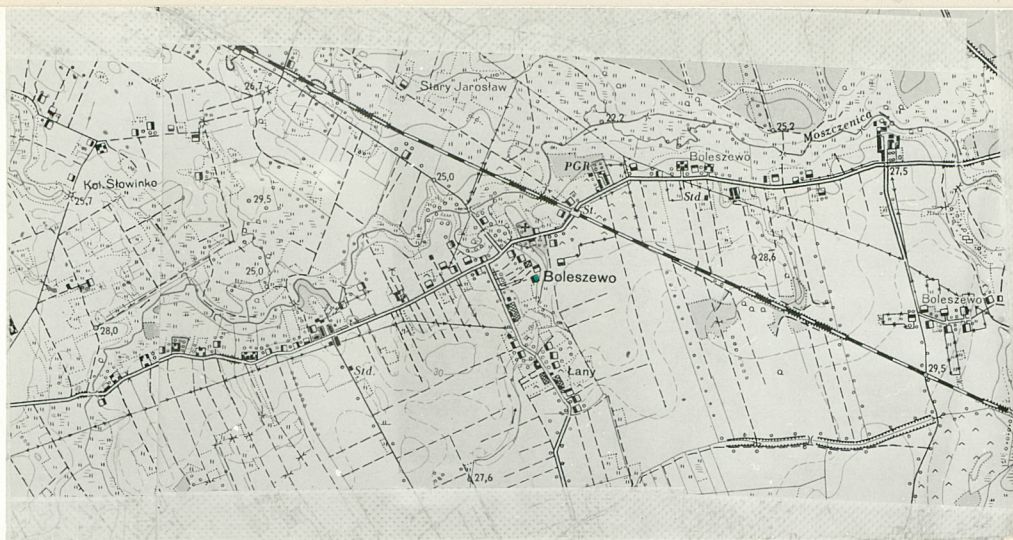 26,7
Stary Jarosław
22,2
25,2
Moszczenica
Kol. Słowinko
25,7
29,5
25,0
PGR
Boleszewo
Std.
27,5
St.
25,0
28,6
Boleszewo
Boleszewo
28,0
Std.
30
Łany
29,5
27,6